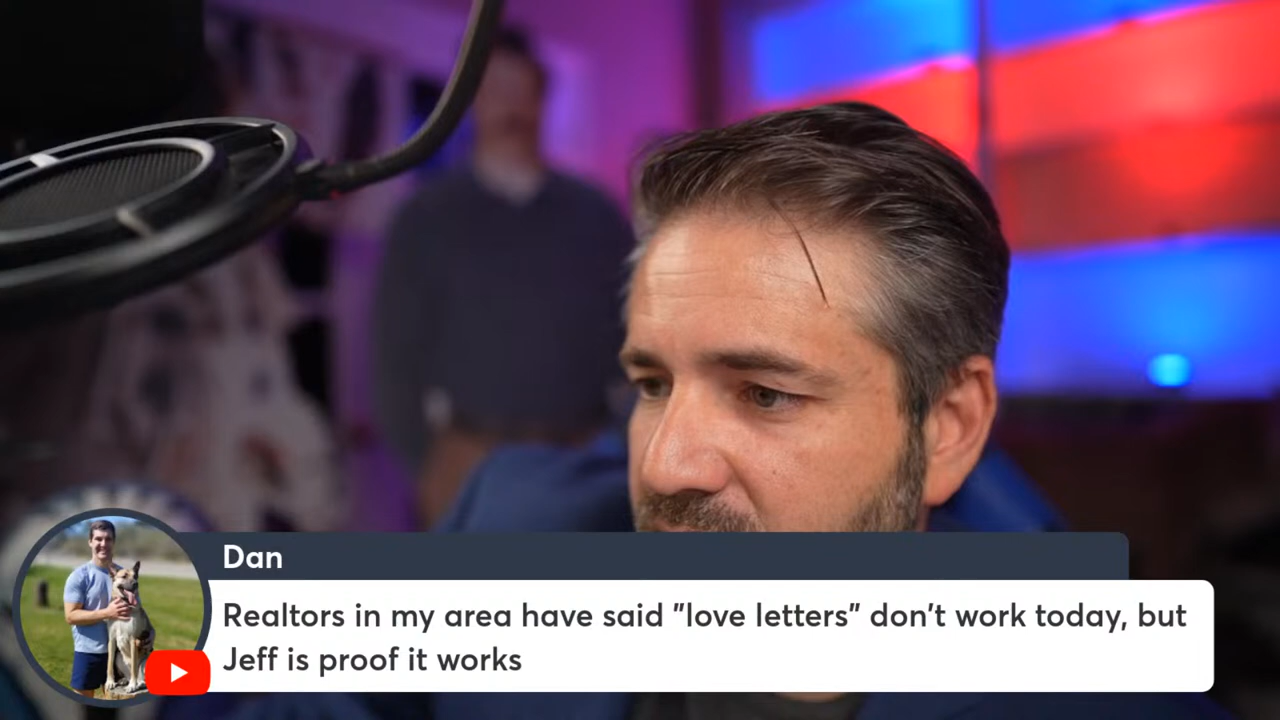 Dan
Realtors in my area have said "love letters" don't work today, but
Jeff is proof it works